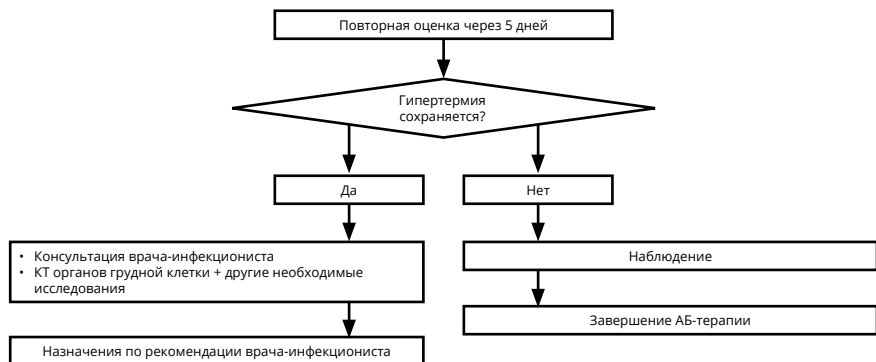 Повторная оценка через 5 дней
Гипертермия
сохраняется?
Да
Нет
• Консультация врача-инфекциониста
• КТ органов грудной клетки + другие необходимые
исследования
Наблюдение
Завершение АБ-терапии
Назначения по рекомендации врача-инфекциониста